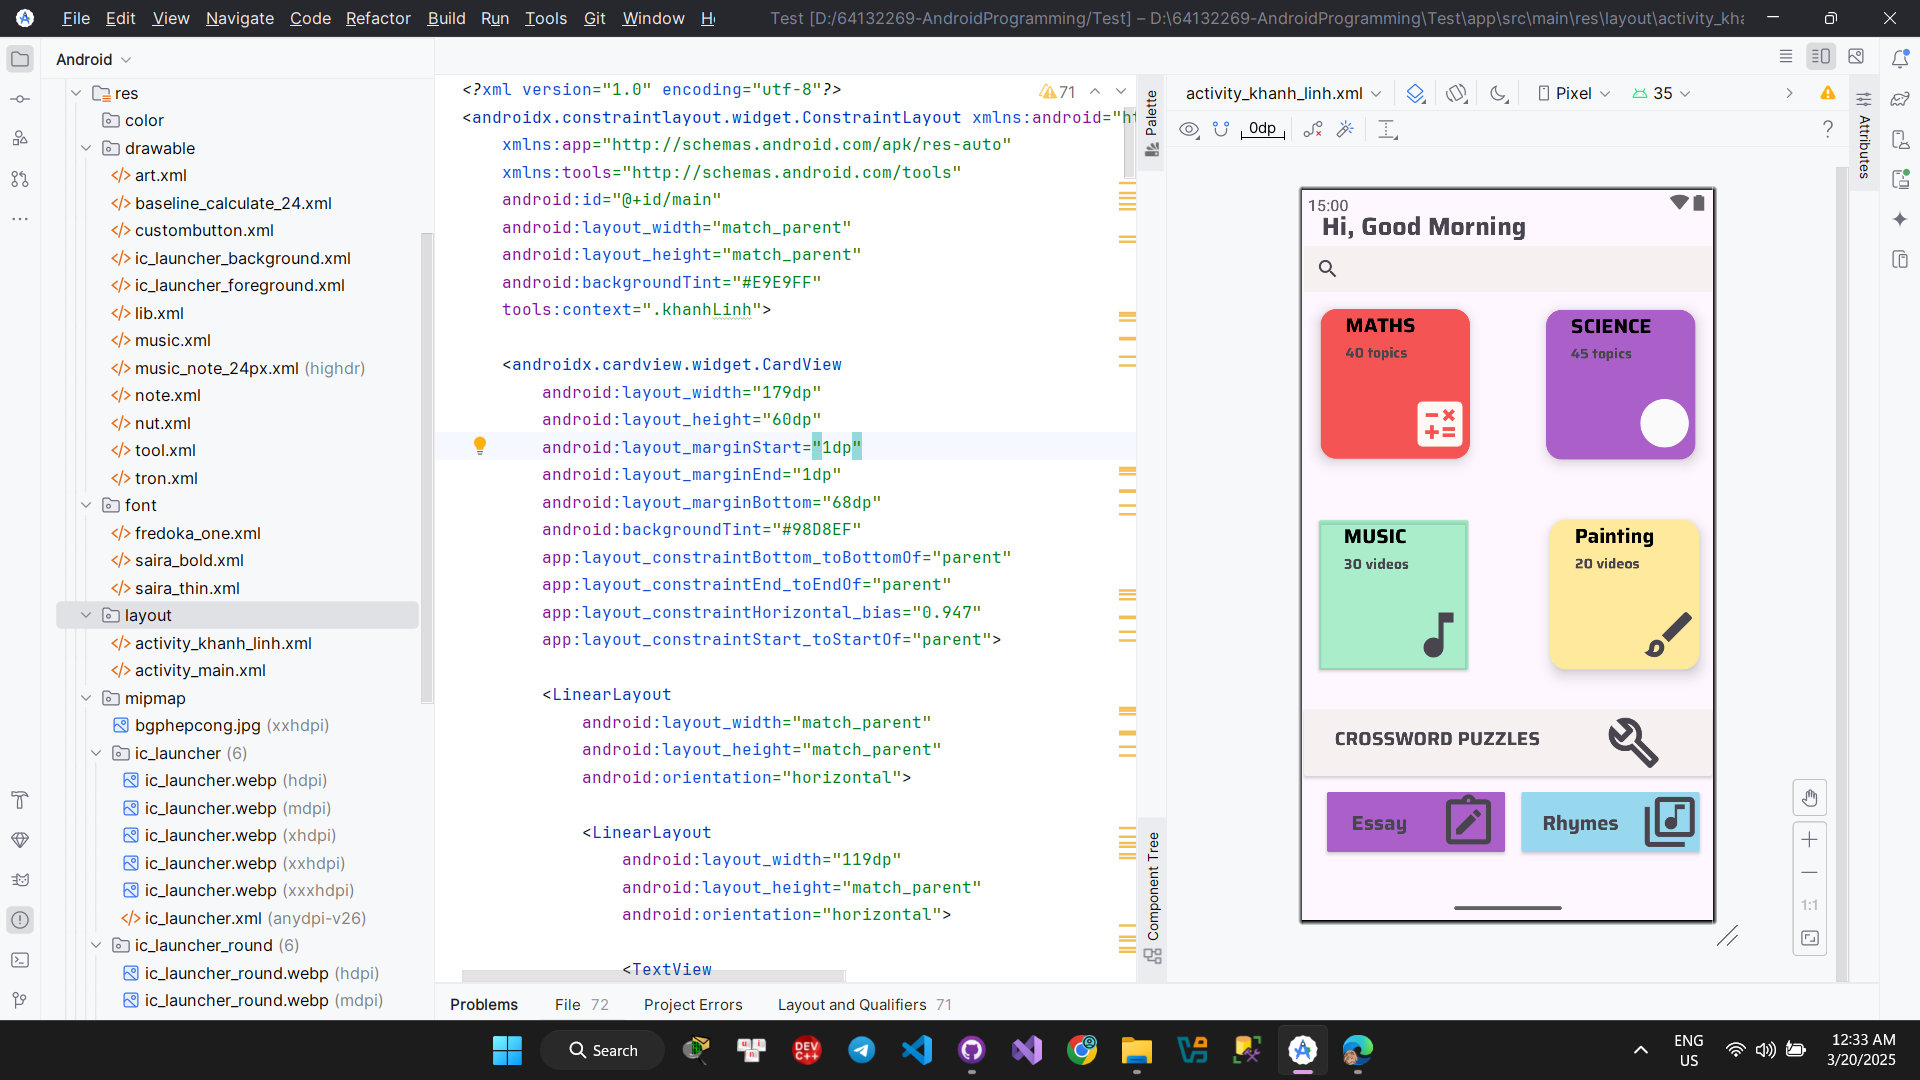 File Edit View Navigate Code Refactor Build Run Tools Git Window
Test [D:/64132269-AndroidProgramming/Test] – D:\64132269-AndroidProgramming\Test\app\src\main\res\layout\activity_kha
Android
res
color
drawable
art.xml
baseline_calculate_24.xml
custombutton.xml
ic_launcher_background.xml
ic_launcher_foreground.xml
lib.xml
music.xml
music_note_24px.xml (highdr)
note.xml
nut.xml
tool.xml
tron.xml
font
fredoka_one.xml
saira_bold.xml
saira_thin.xml
layout
activity_khanh_linh.xml
activity_main.xml
mipmap
bgphepcong.jpg (xxhdpi)
ic_launcher (6)
ic_launcher.webp (hdpi)
ic_launcher.webp (mdpi)
ic_launcher.webp (xhdpi)
ic_launcher.webp (xxhdpi)
ic_launcher.webp (xxxhdpi)
ic_launcher.xml (anydpi-v26)
ic_launcher_round (6)
ic_launcher_round.webp (hdpi)
ic_launcher_round.webp (mdpi)
71
<?xml version="1.0" encoding="utf-8"?>
<androidx.constraintlayout.widget.ConstraintLayout xmlns:android="ht
xmlns:app="http://schemas.android.com/apk/res-auto"
xmlns:tools="http://schemas.android.com/tools"
android:id="@+id/main"
android:layout_width="match_parent"
android:layout_height="match_parent"
android:backgroundTint="#E9E9FF"
tools:context=".khanhLinh">
<androidx.cardview.widget.CardView
android:layout_width="179dp"
android:layout_height="60dp"
android:layout_marginStart="1dp"
android:layout_marginEnd="1dp"
android:layout_marginBottom="68dp"
android:backgroundTint="#98D8EF"
app:layout_constraintBottom_toBottomOf="parent"
app:layout_constraintEnd_toEndOf="parent"
app:layout_constraintHorizontal_bias="0.947"
app:layout_constraintStart_toStartOf="parent">
<LinearLayout
android:layout_width="match_parent"
android:layout_height="match_parent"
android:orientation="horizontal">
<LinearLayout
android:layout_width="119dp"
android:layout_height="match_parent"
android:orientation="horizontal">
<TextView
Palette
Component Tree
activity_khanh_linh.xml
Pixel
35
0dp
?
Attributes
15:00
Hi, Good Morning
MATHS
40 topics
SCIENCE
45 topics
MUSIC
30 videos
Painting
20 videos
CROSSWORD PUZZLES
Essay
Rhymes
1:1
Problems File 72 Project Errors Layout and Qualifiers 71
Search
DEV C++
ENG
US
12:33 AM
3/20/2025